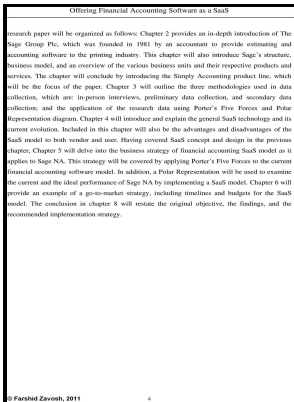 Offering Financial Accounting Software as a SaaS
research paper will be organized as follows: Chapter 2 provides an in-depth introduction of The
Sage Group Plc, which was founded in 1981 by an accountant to provide estimating and
accounting software to the printing industry. This chapter will also introduce Sage's structure,
business model, and an overview of the various business units and their respective products and
services. The chapter will conclude by introducing the Simply Accounting product line, which
will be the focus of the paper. Chapter 3 will outline the three methodologies used in data
collection, which are: in-person interviews, preliminary data collection, and secondary data
collection; and the application of the research data using Porter's Five Forces and Polar
Representation diagram. Chapter 4 will introduce and explain the general SaaS technology and its
current evolution. Included in this chapter will also be the advantages and disadvantages of the
SaaS model to both vendor and user. Having covered SaaS concept and design in the previous
chapter, Chapter 5 will delve into the business strategy of financial accounting SaaS model as it
applies to Sage NA. This strategy will be covered by applying Porter's Five Forces to the current
financial accounting software model. In addition, a Polar Representation will be used to examine
the current and the ideal performance of Sage NA by implementing a SaaS model. Chapter 6 will
provide an example of a go-to-market strategy, including timelines and budgets for the SaaS
model. The conclusion in chapter 8 will restate the original objective, the findings, and the
recommended implementation strategy.
© Farshid Zavosh, 2011 4